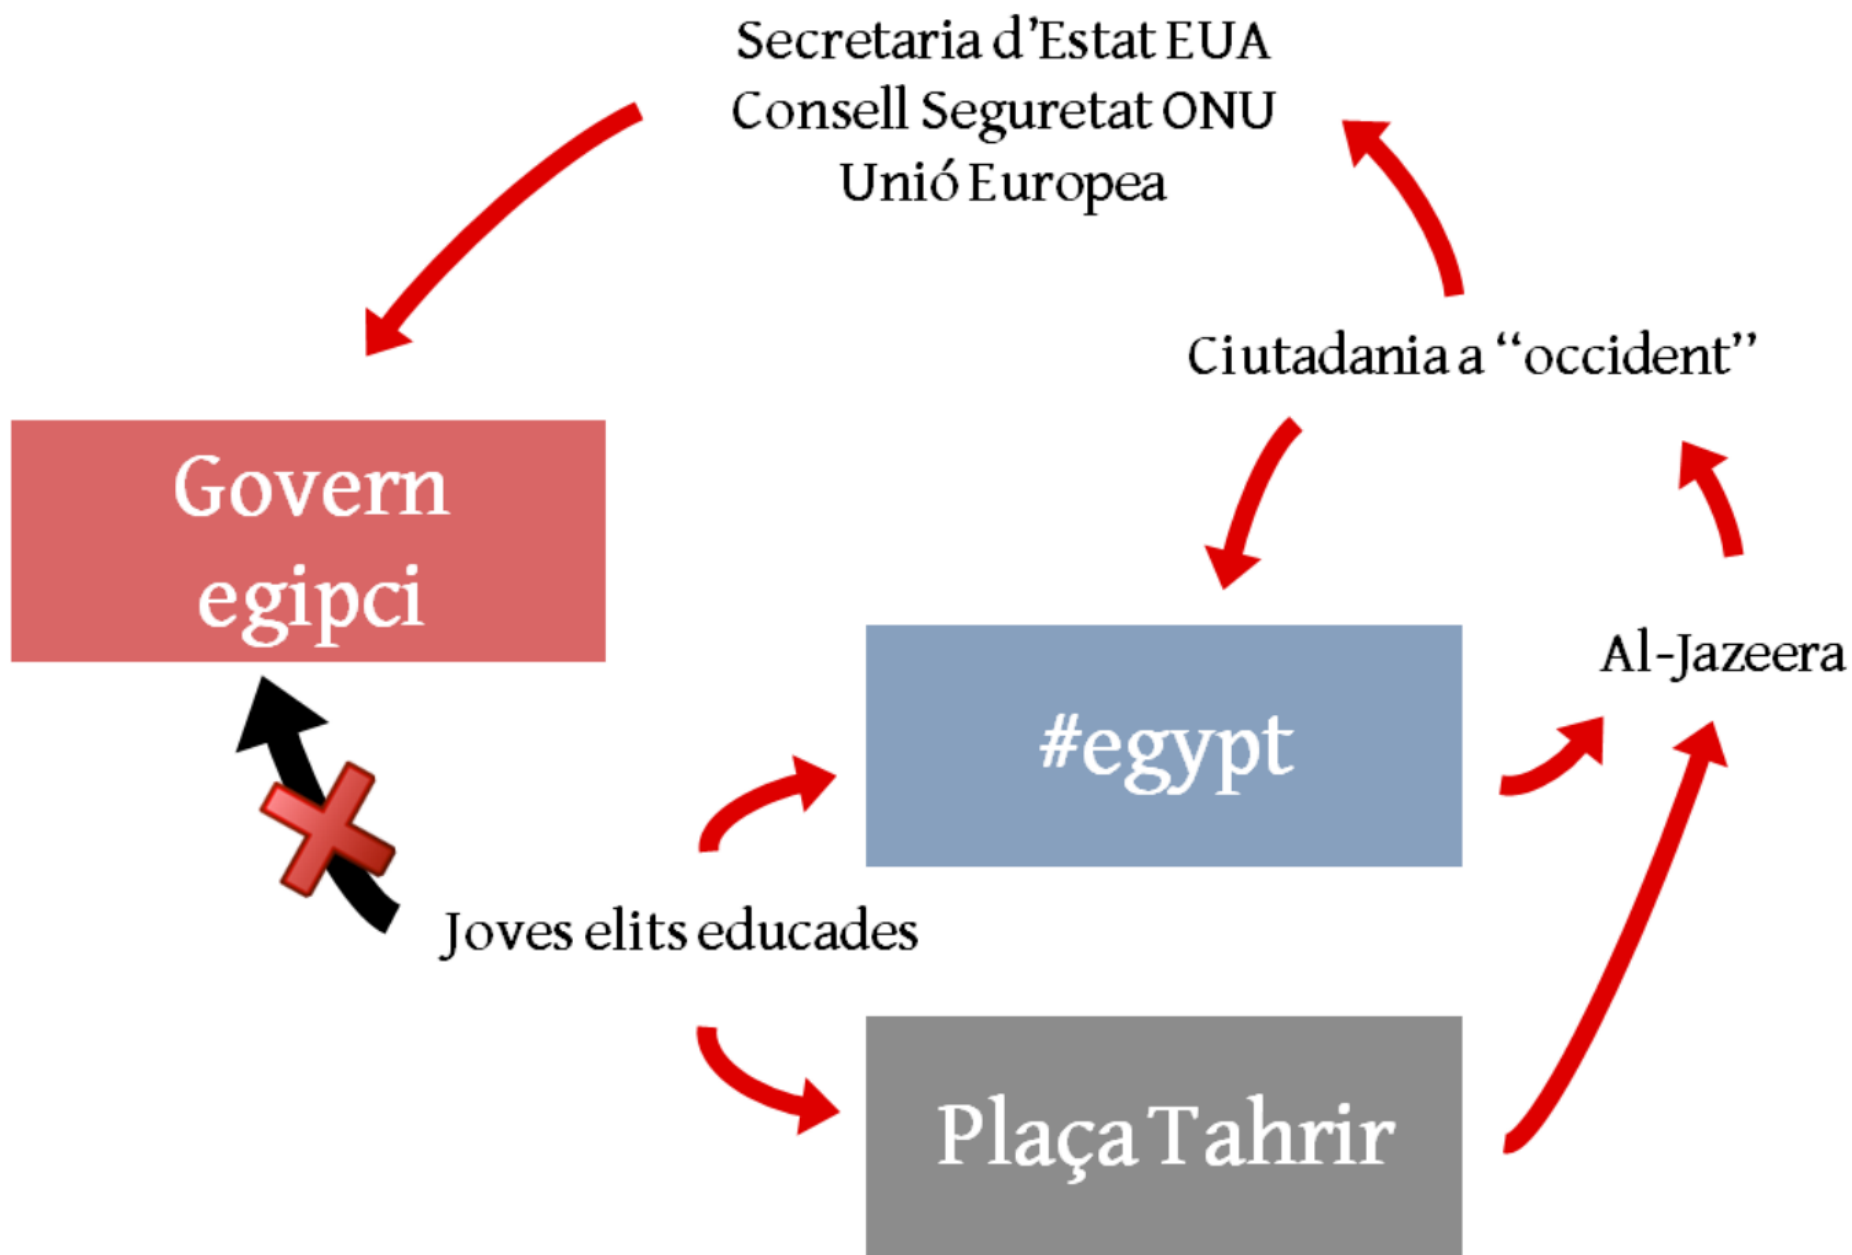 Secretaria d’Estat EUA
Consell Seguretat ONU
Unió Europea
Ciutadania a “occident”
Govern
egipci
Al-Jazeera
#egypt
Joves elits educades
Plaça Tahrir